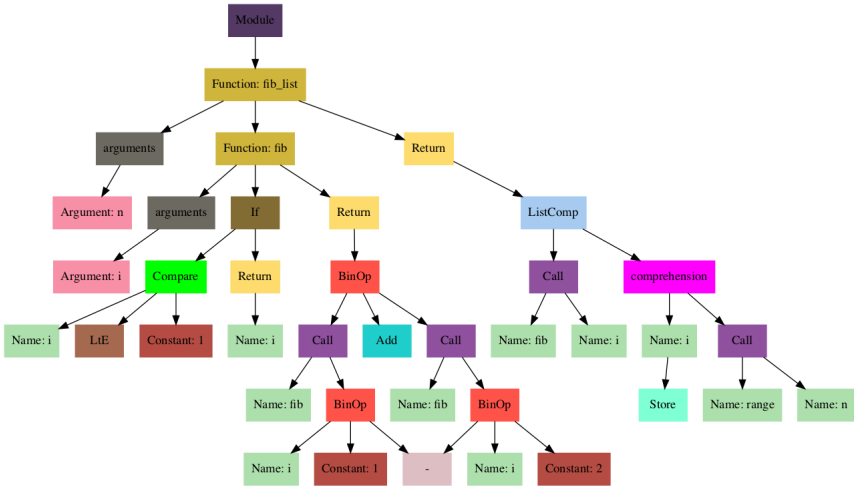 Module
Function: fib_list
arguments Function: fib Return
Argument: n arguments If Return ListComp
Argument: i Compare Return BinOp Call comprehension
Name: i LtE Constant: 1 Name: i Call Add Call Name: fib Name: i Name: i Call
Name: fib BinOp Name: fib BinOp Store Name: range Name: n
Name: i Constant: 1 - Name: i Constant: 2